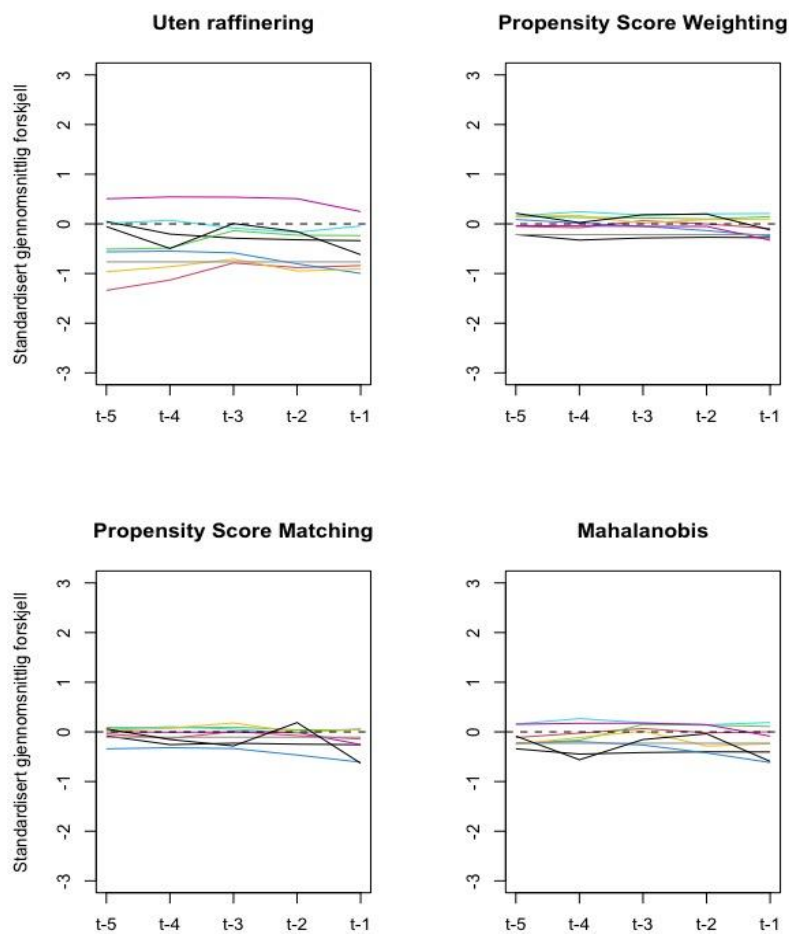 Uten raffinering
Standardisert gjennomsnittlig forskjell
3
2
1
0
-1
-2
-3
t-5 t-4 t-3 t-2 t-1
Propensity Score Weighting
3
2
1
0
-1
-2
-3
t-5 t-4 t-3 t-2 t-1
Propensity Score Matching
Standardisert gjennomsnittlig forskjell
3
2
1
0
-1
-2
-3
t-5 t-4 t-3 t-2 t-1
Mahalanobis
3
2
1
0
-1
-2
-3
t-5 t-4 t-3 t-2 t-1